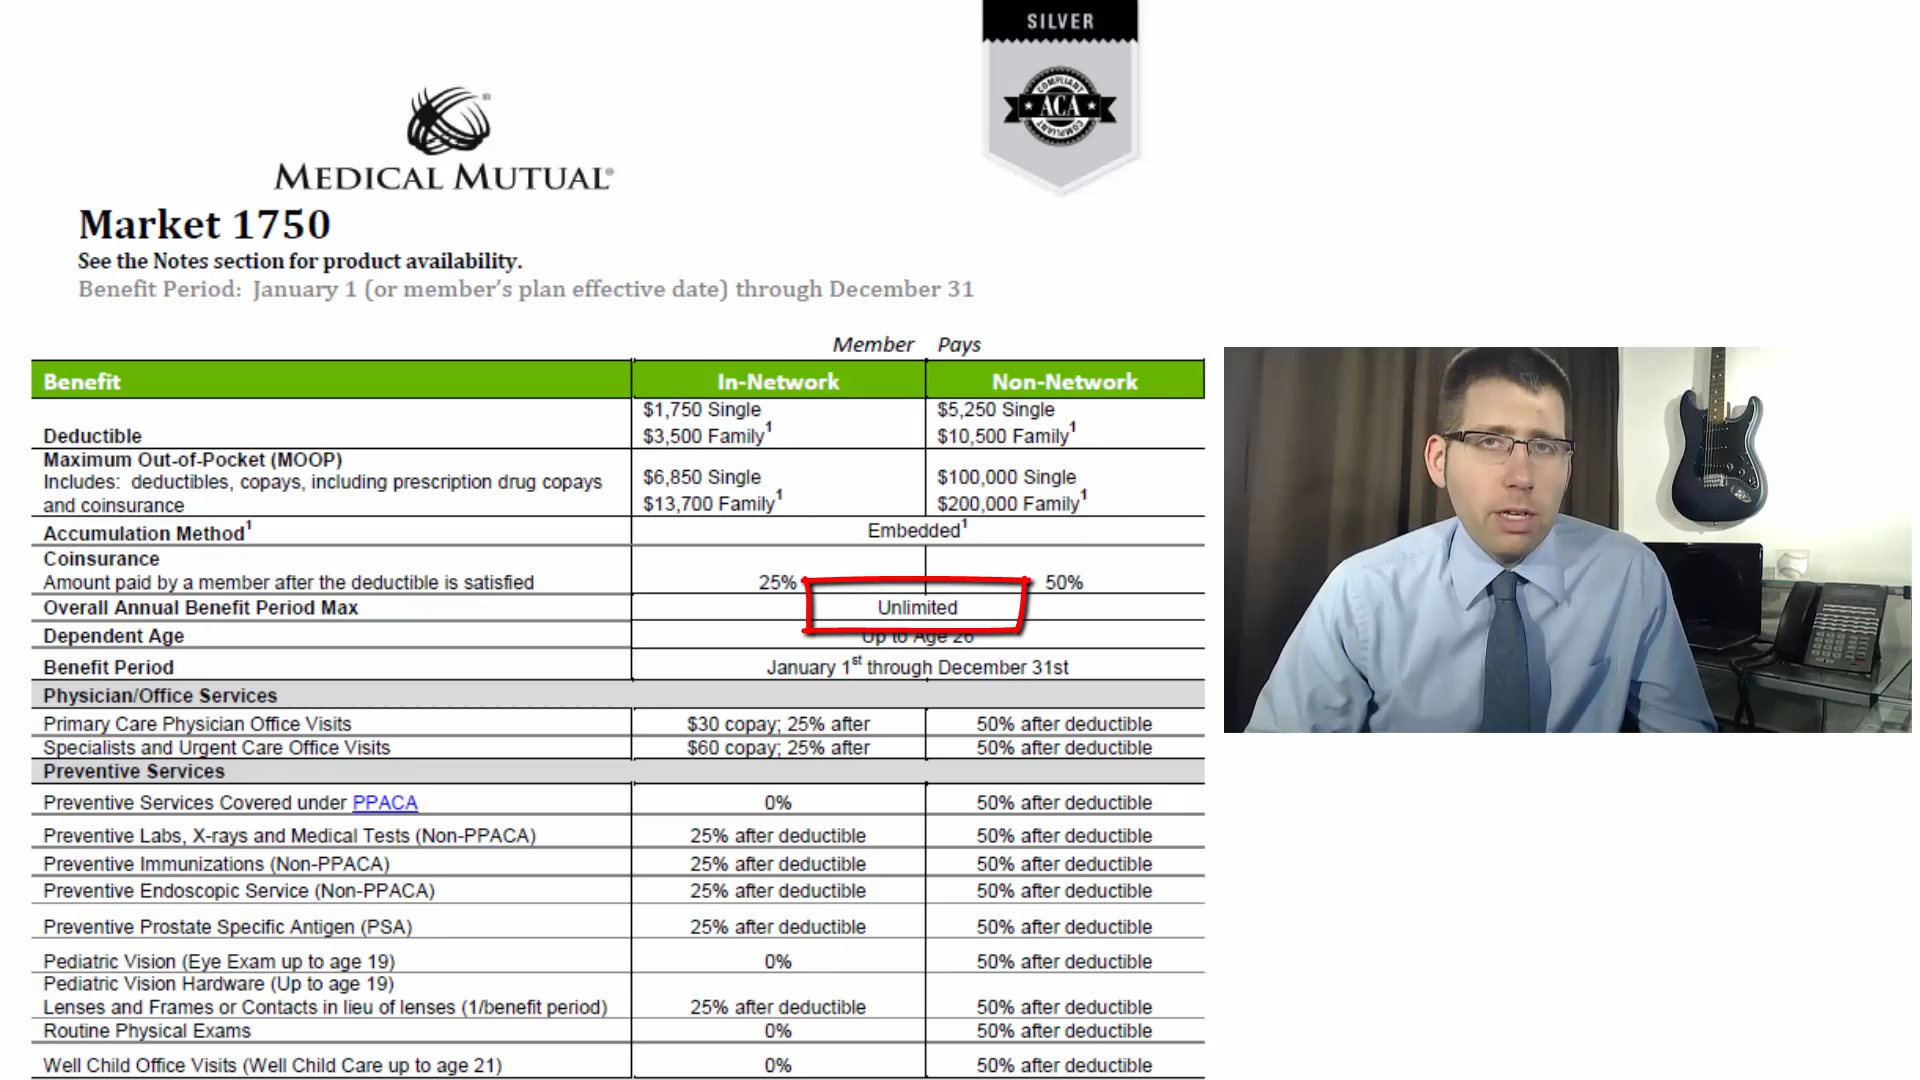 SILVER
COMPLIANT
ACA
COMPLIANT
MEDICAL MUTUAL®
Market 1750
See the Notes section for product availability.
Benefit Period: January 1 (or member's plan effective date) through December 31
Member Pays
Benefit In-Network Non-Network
$1,750 Single $5,250 Single
Deductible $3,500 Family1 $10,500 Family1
Maximum Out-of-Pocket (MOOP)
Includes: deductibles, copays, including prescription drug copays $6,850 Single $100,000 Single
and coinsurance $13,700 Family1 $200,000 Family1
Accumulation Method1 Embedded1
Coinsurance
Amount paid by a member after the deductible is satisfied 25% 50%
Overall Annual Benefit Period Max Unlimited
Dependent Age Up to Age 26
Benefit Period January 1st through December 31st
Physician/Office Services
Primary Care Physician Office Visits $30 copay; 25% after 50% after deductible
Specialists and Urgent Care Office Visits $60 copay; 25% after 50% after deductible
Preventive Services
Preventive Services Covered under PPACA 0% 50% after deductible
Preventive Labs, X-rays and Medical Tests (Non-PPACA) 25% after deductible 50% after deductible
Preventive Immunizations (Non-PPACA) 25% after deductible 50% after deductible
Preventive Endoscopic Service (Non-PPACA) 25% after deductible 50% after deductible
Preventive Prostate Specific Antigen (PSA) 25% after deductible 50% after deductible
Pediatric Vision (Eye Exam up to age 19) 0% 50% after deductible
Pediatric Vision Hardware (Up to age 19)
Lenses and Frames or Contacts in lieu of lenses (1/benefit period) 25% after deductible 50% after deductible
Routine Physical Exams 0% 50% after deductible
Well Child Office Visits (Well Child Care up to age 21) 0% 50% after deductible